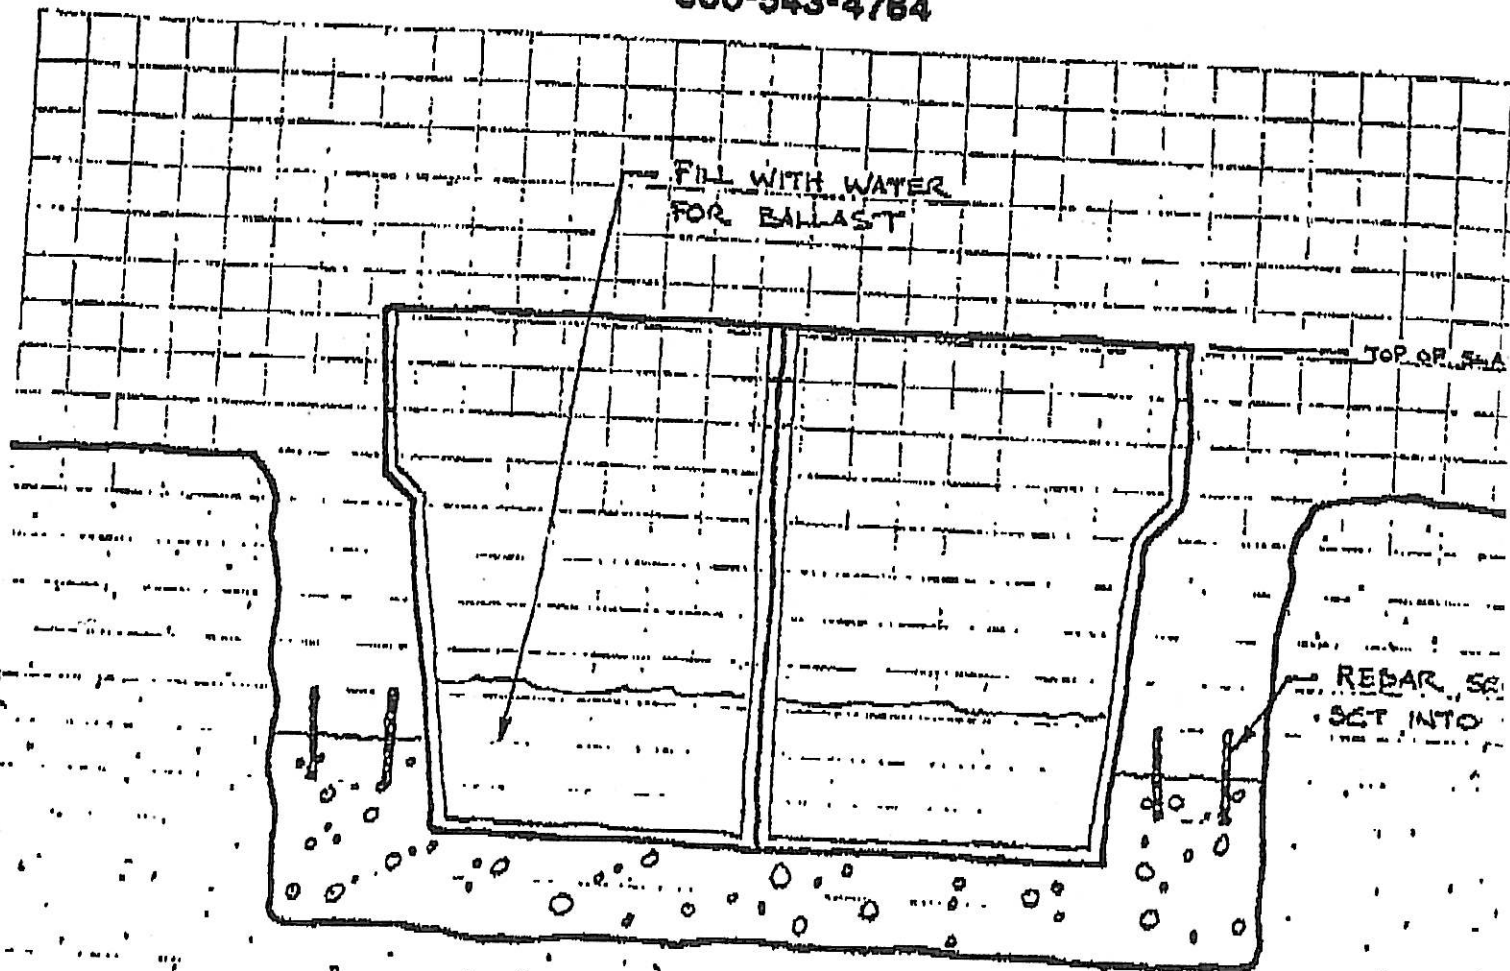 FILL WITH WATER
FOR BALLAST
TOP OF
REBAR
SET INTO